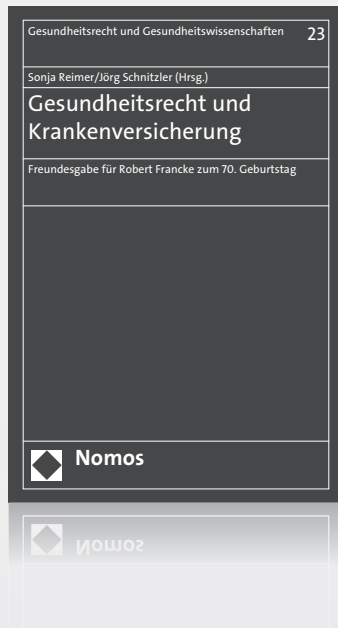 Gesundheitsrecht und Gesundheitswissenschaften 23
Sonja Reimer/Jörg Schnitzler (Hrsg.)
Gesundheitsrecht und
Krankenversicherung
Freundesgabe für Robert Francke zum 70. Geburtstag
Nomos
Nomos